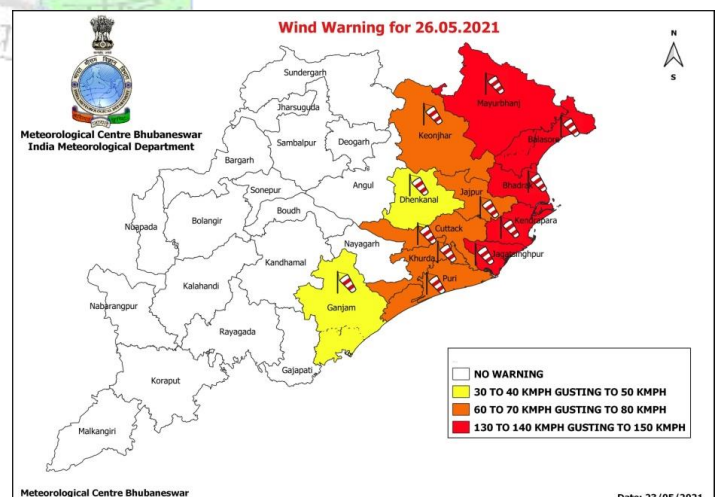 Wind Warning for 26.05.2021
N
S
Meteorological Centre Bhubaneswar
India Meteorological Department
Sundergarh
Jharsuguda
Mayurbhanj
Keonjhar
Balasore
Sambalpur
Deogarh
Bargarh
Angul
Bhadrak
Dhenkanal
Jajpur
Sonepur
Kendrapara
Boudh
Nuapada
Bolangir
Cuttack
Nayagarh
Jagatsinghpur
Khurda
Kandhamal
Puri
Kalahandi
Nabarangpur
Ganjam
Rayagada
Gajapati
Koraput
Malkangiri
NO WARNING
30 TO 40 KMPH GUSTING TO 50 KMPH
60 TO 70 KMPH GUSTING TO 80 KMPH
130 TO 140 KMPH GUSTING TO 150 KMPH
Meteorological Centre Bhubaneswar